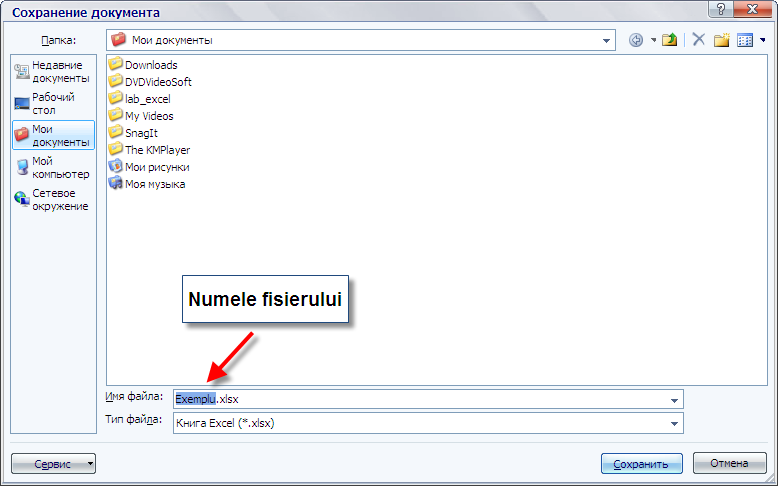 Сохранение документа
Папка:
Мои документы
Недавние
документы
Рабочий
стол
Мои
документы
Мой
компьютер
Сетевое
окружение
Downloads
DVDVideoSoft
lab_excel
My Videos
SnagIt
The KMPlayer
Мои рисунки
Моя музыка
Numele fisierului
Имя файла:
Exemplu.xlsx
Тип файла:
Книга Excel (*.xlsx)
Сервис
Сохранить
Отмена